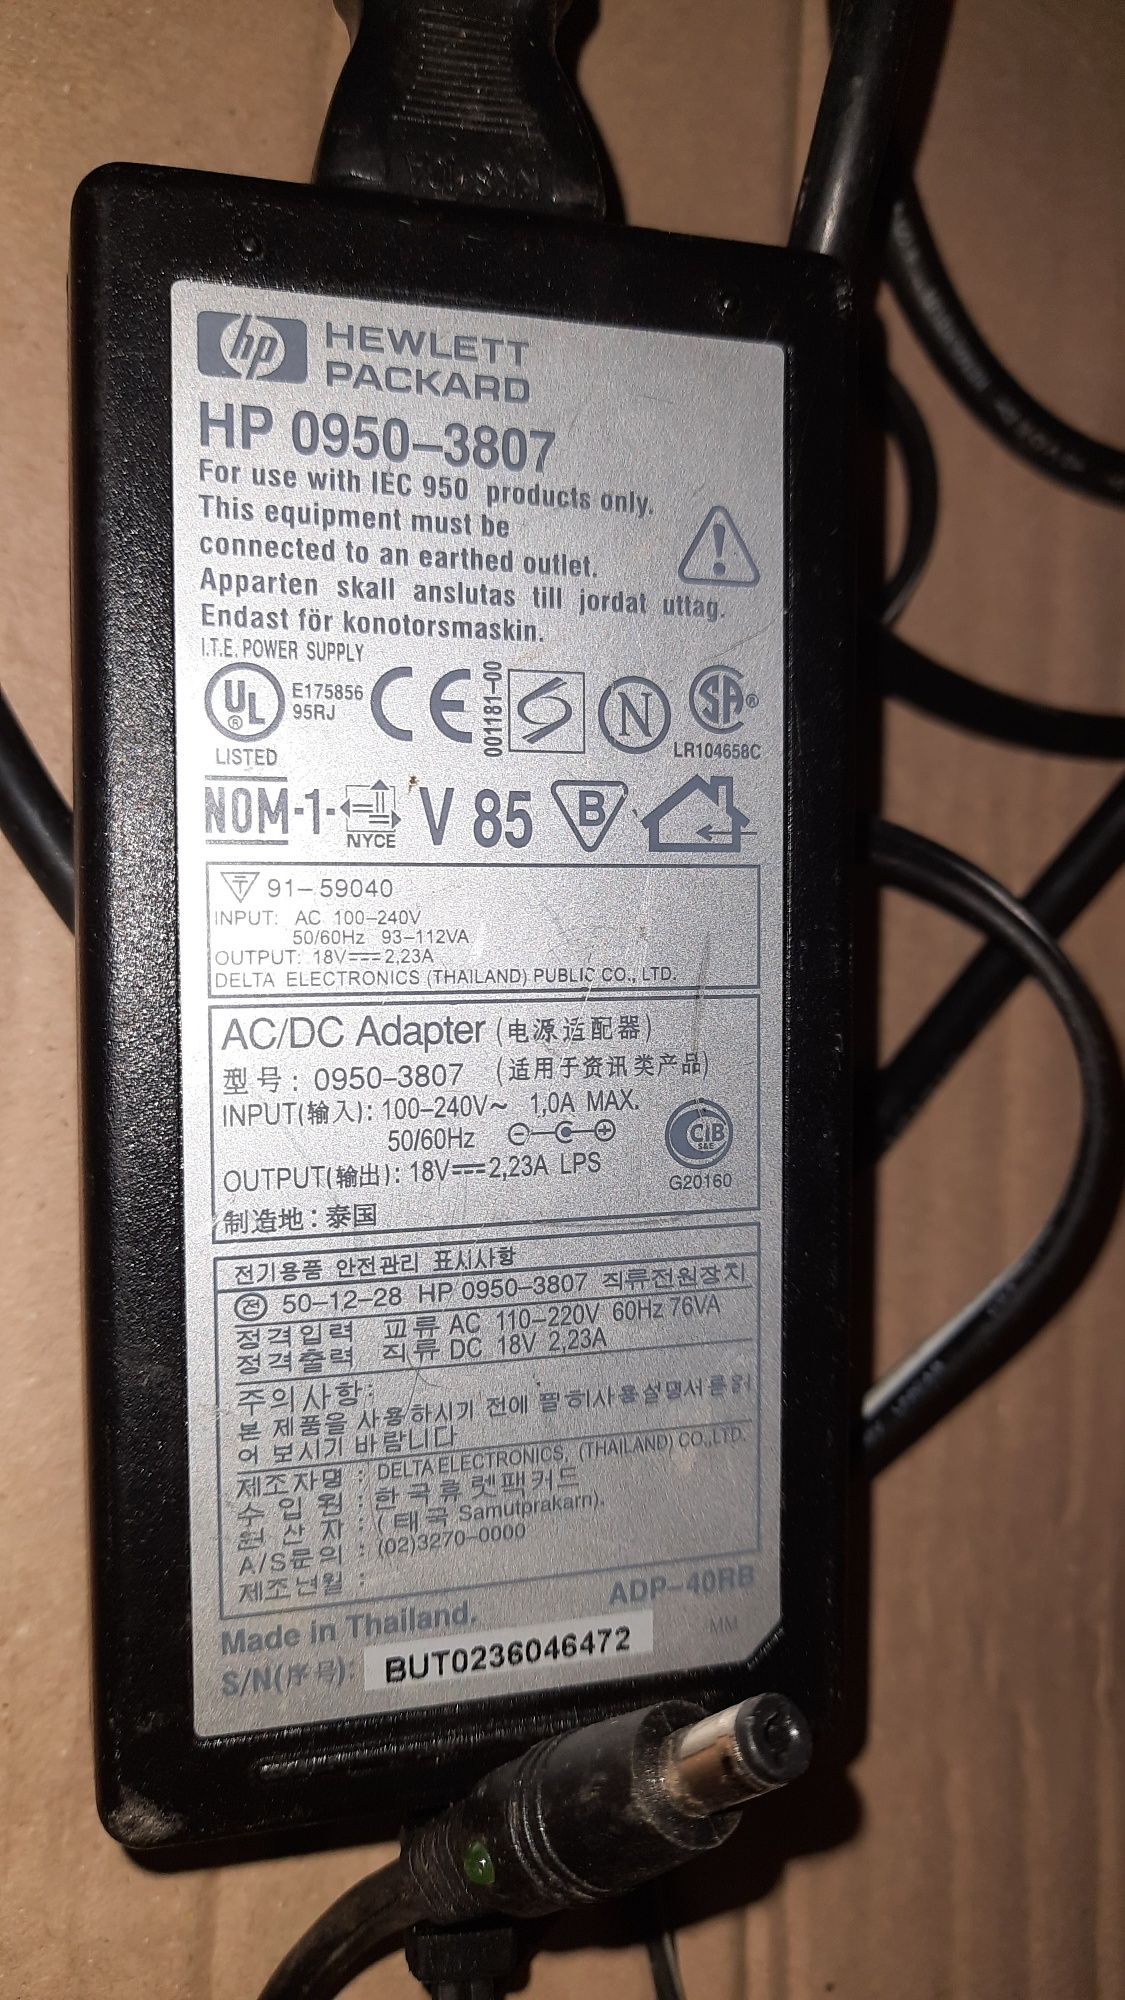 hp HEWLETT
PACKARD
HP 0950-3807
For use with IEC 950 products only.
This equipment must be
connected to an earthed outlet.
Apparten skall anslutas till jordat uttag.
Endast för konotorsmaskin.
I.T.E. POWER SUPPLY
UL ® E175856
95RJ
LISTED
CE 001181-00 S N SA ®
LR104658C
NOM-1- NYCE V 85 B
91-59040
INPUT: AC 100-240V
50/60Hz 93-112VA
OUTPUT: 18V⎓2,23A
DELTA ELECTRONICS (THAILAND) PUBLIC CO., LTD.
AC/DC Adapter (电源适配器)
型号: 0950-3807 (适用于资讯类产品)
INPUT(输入): 100-240V~ 1,0A MAX.
50/60Hz
OUTPUT(输出): 18V⎓2,23A LPS
CIB
G20160
制造地: 泰国
전기용품 안전관리 표시사항
전 50-12-28 HP 0950-3807 직류전원장치
정격입력 교류 AC 110-220V 60Hz 76VA
정격출력 직류 DC 18V 2,23A
주의사항:
본 제품을 사용하시기 전에 필히사용설명서를읽
어 보시기 바랍니다
제조자명 : DELTA ELECTRONICS, (THAILAND) CO.,LTD.
수 입 원 : 한국휴렛팩커드
원 산 지 : (태국 Samutprakarn).
A/S문의 : (02)3270-0000
제조년월 :
Made in Thailand. ADP-40RB
MM
S/N(序号): BUT0236046472